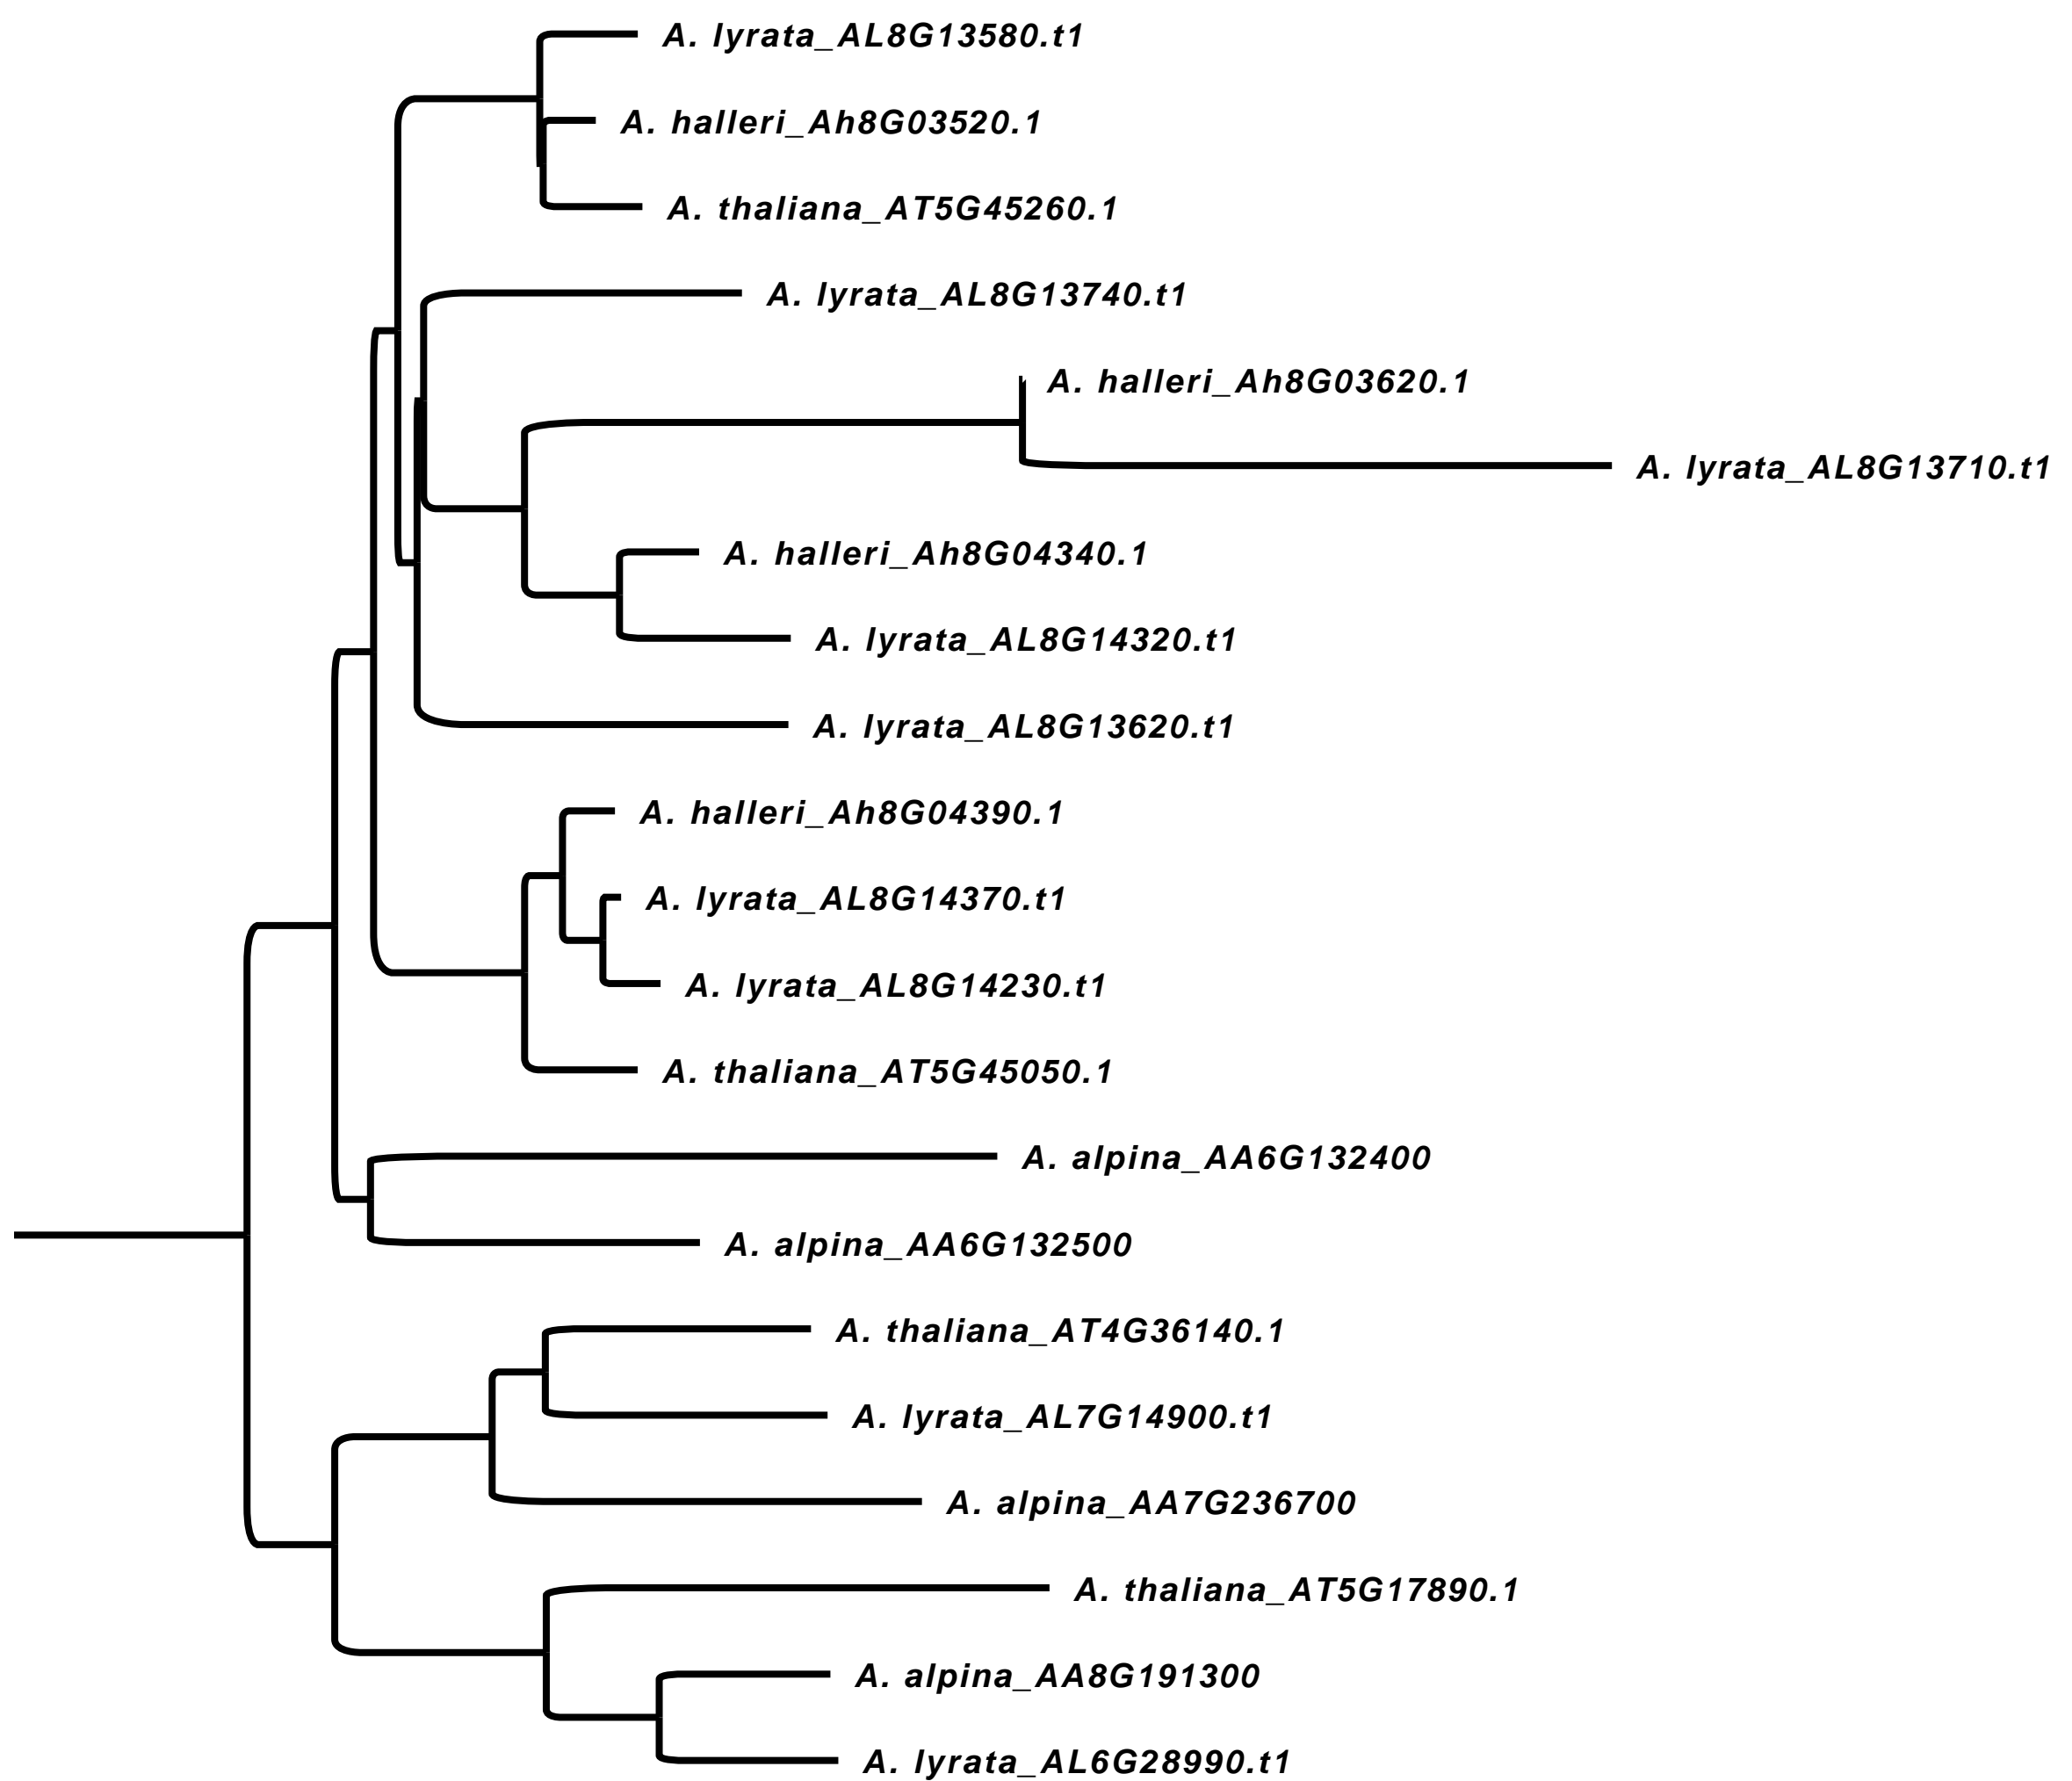 A. lyrata_AL8G13580.t1
A. halleri_Ah8G03520.1
A. thaliana_AT5G45260.1
A. lyrata_AL8G13740.t1
A. halleri_Ah8G03620.1
A. lyrata_AL8G13710.t1
A. halleri_Ah8G04340.1
A. lyrata_AL8G14320.t1
A. lyrata_AL8G13620.t1
A. halleri_Ah8G04390.1
A. lyrata_AL8G14370.t1
A. lyrata_AL8G14230.t1
A. thaliana_AT5G45050.1
A. alpina_AA6G132400
A. alpina_AA6G132500
A. thaliana_AT4G36140.1
A. lyrata_AL7G14900.t1
A. alpina_AA7G236700
A. thaliana_AT5G17890.1
A. alpina_AA8G191300
A. lyrata_AL6G28990.t1